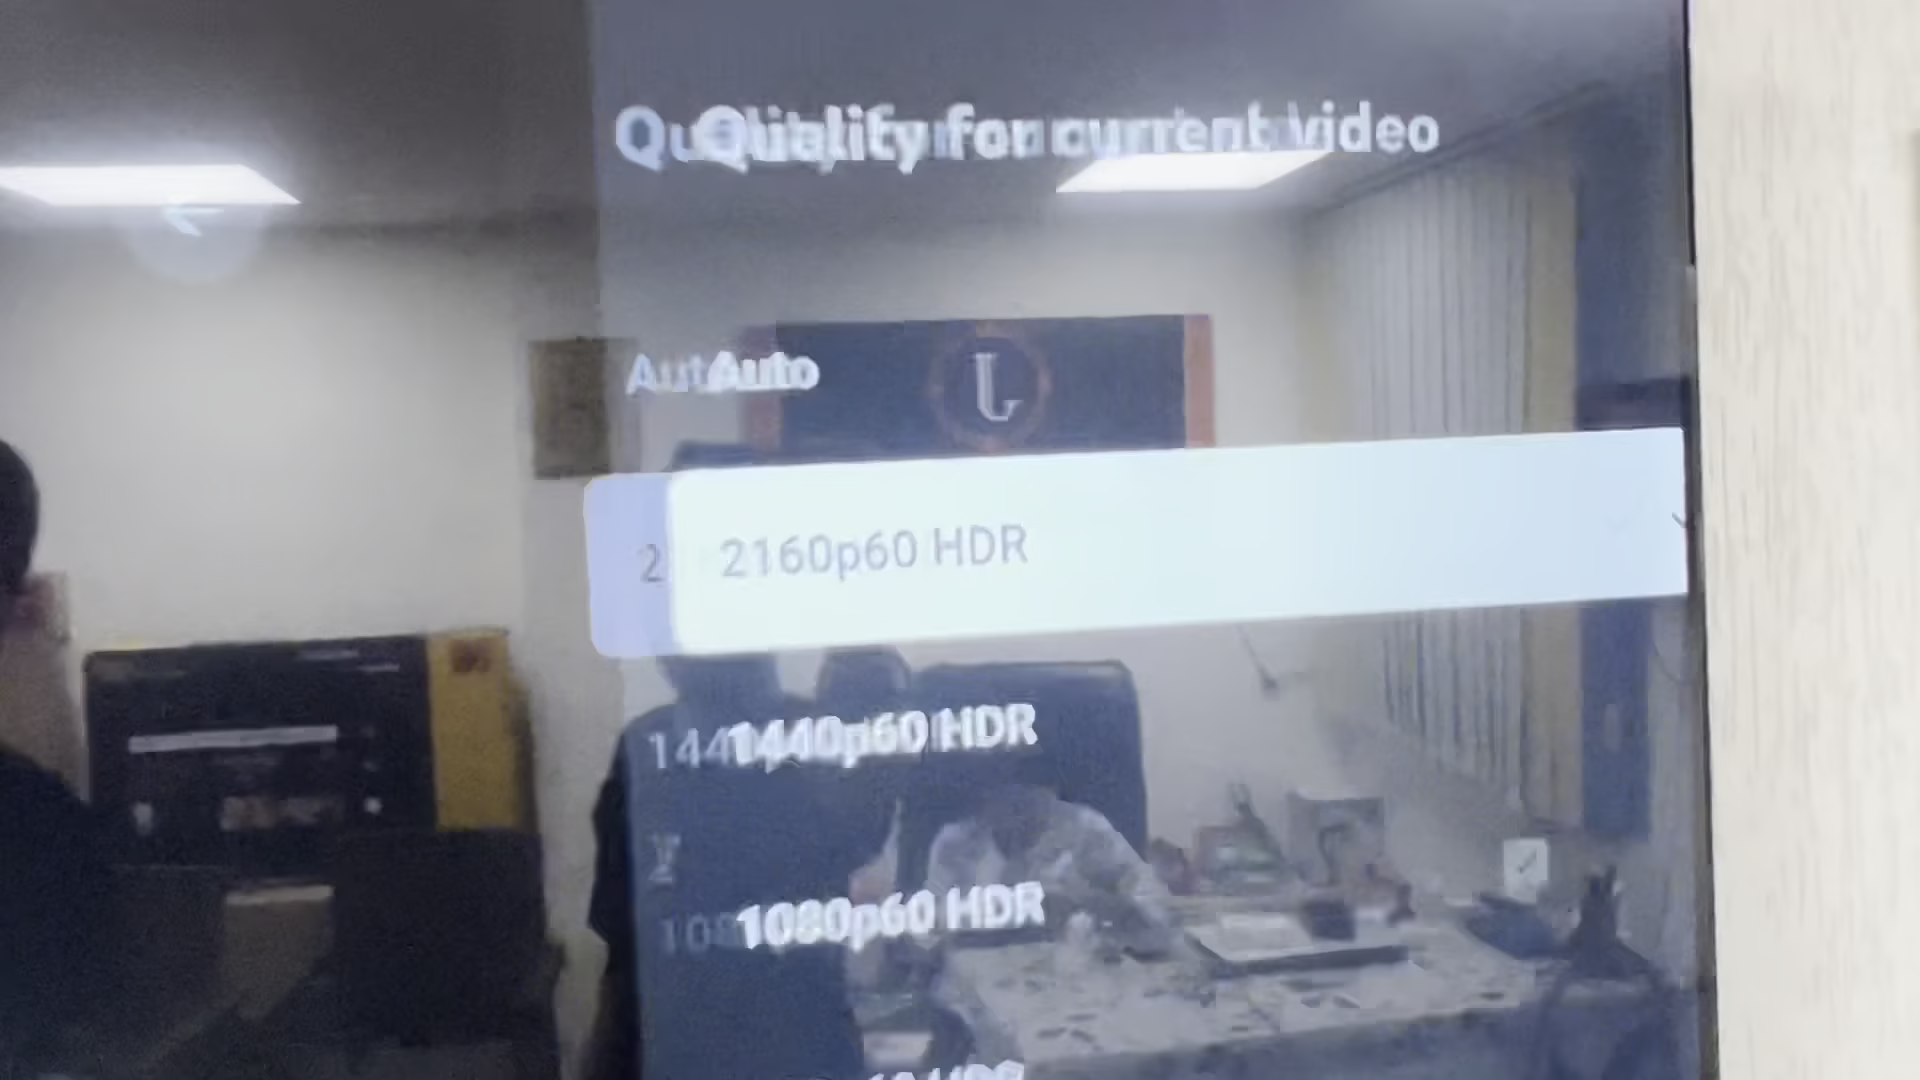 Quality for current video
Auto
2160p60 HDR
1440p60 HDR
1080p60 HDR